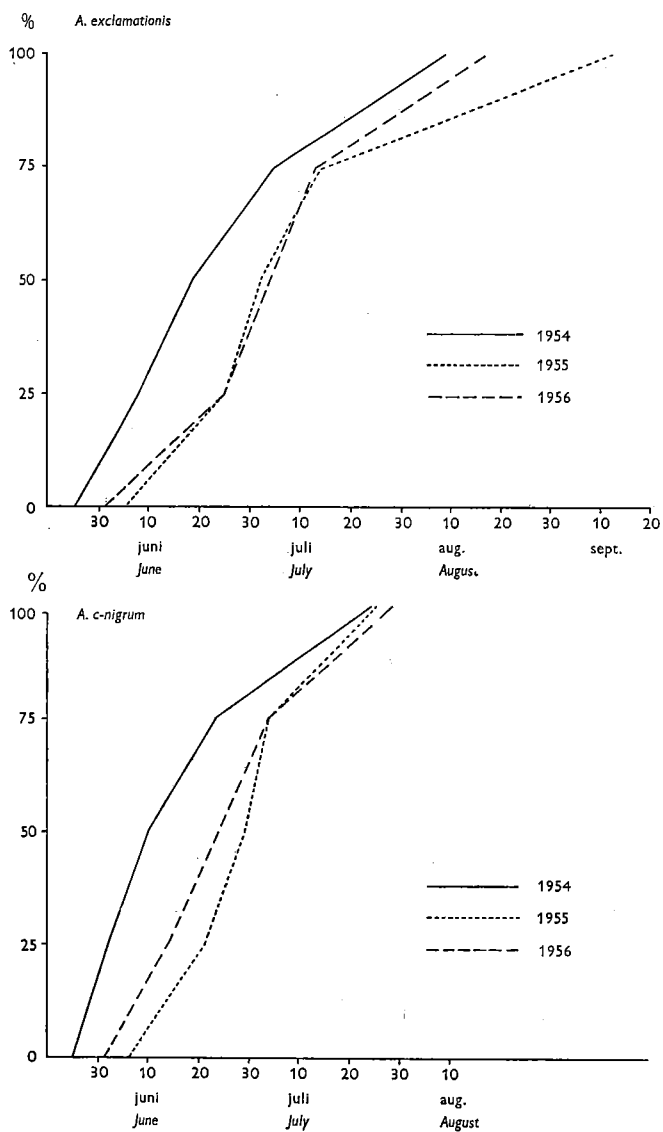 % A. exclamationis
100
75
50
25
0
1954
1955
1956
30 10 20 30 10 20 30 10 20 30 10 20
juni juli aug. sept.
June July August
% A. c-nigrum
100
75
50
25
0
1954
1955
1956
30 10 20 30 10 20 30 10
juni juli aug.
June July August